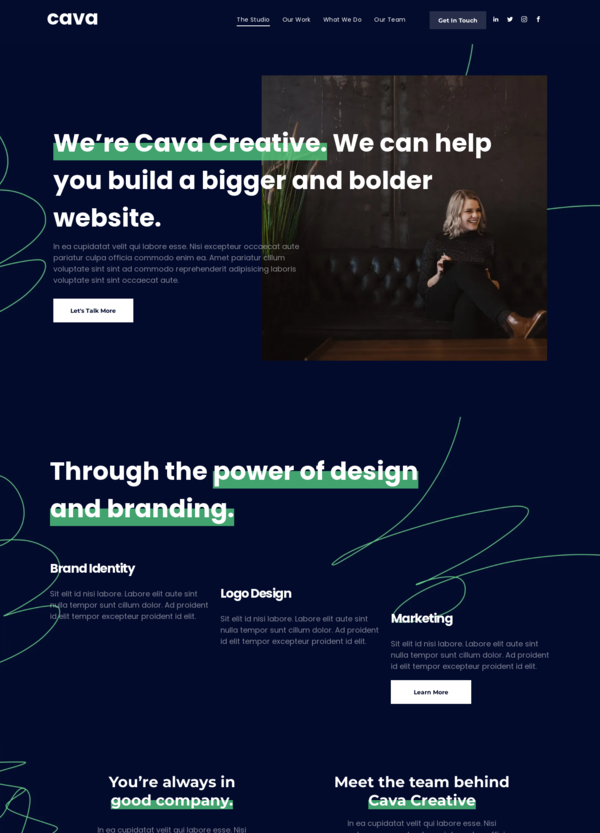 cava
The Studio
Our Work
What We Do
Our Team
Get In Touch
We're Cava Creative. We can help
you build a bigger and bolder
website.
In ea cupidatat velit qui labore esse. Nisi excepteur occaecat aute
pariatur culpa officia commodo enim ea. Amet pariatur cillum
voluptate sint sint ad commodo reprehenderit adipisicing laboris
voluptate sint sint occaecat aute.
Let's Talk More
Through the power of design
and branding.
Brand Identity
Sit elit id nisi labore. Labore elit aute sint
nulla tempor sunt cillum dolor. Ad proident
id elit tempor excepteur proident id elit.
Logo Design
Sit elit id nisi labore. Labore elit aute sint
nulla tempor sunt cillum dolor. Ad proident
id elit tempor excepteur proident id elit.
Marketing
Sit elit id nisi labore. Labore elit aute sint
nulla tempor sunt cillum dolor. Ad proident
id elit tempor excepteur proident id elit.
Learn More
You're always in
good company.
In ea cupidatat velit qui labore esse. Nisi
Meet the team behind
Cava Creative
In ea cupidatat velit qui labore esse. Nisi